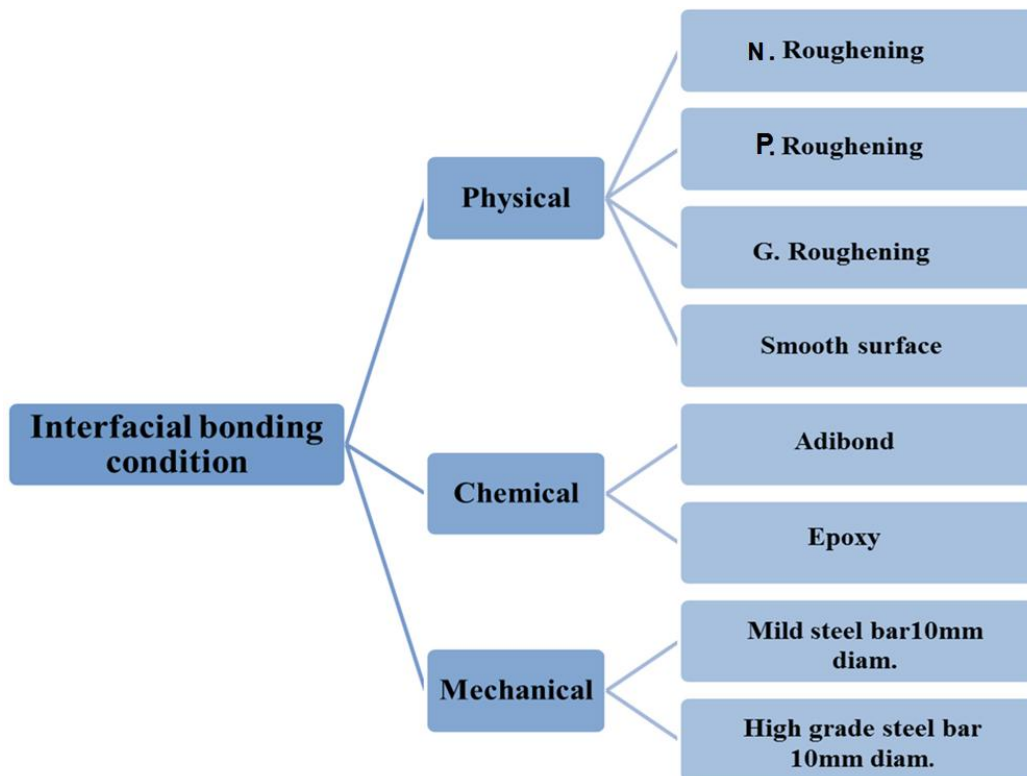 N. Roughening
P. Roughening
Physical
G. Roughening
Smooth surface
Interfacial bonding
condition
Adibond
Chemical
Epoxy
Mild steel bar10mm
diam.
Mechanical
High grade steel bar
10mm diam.